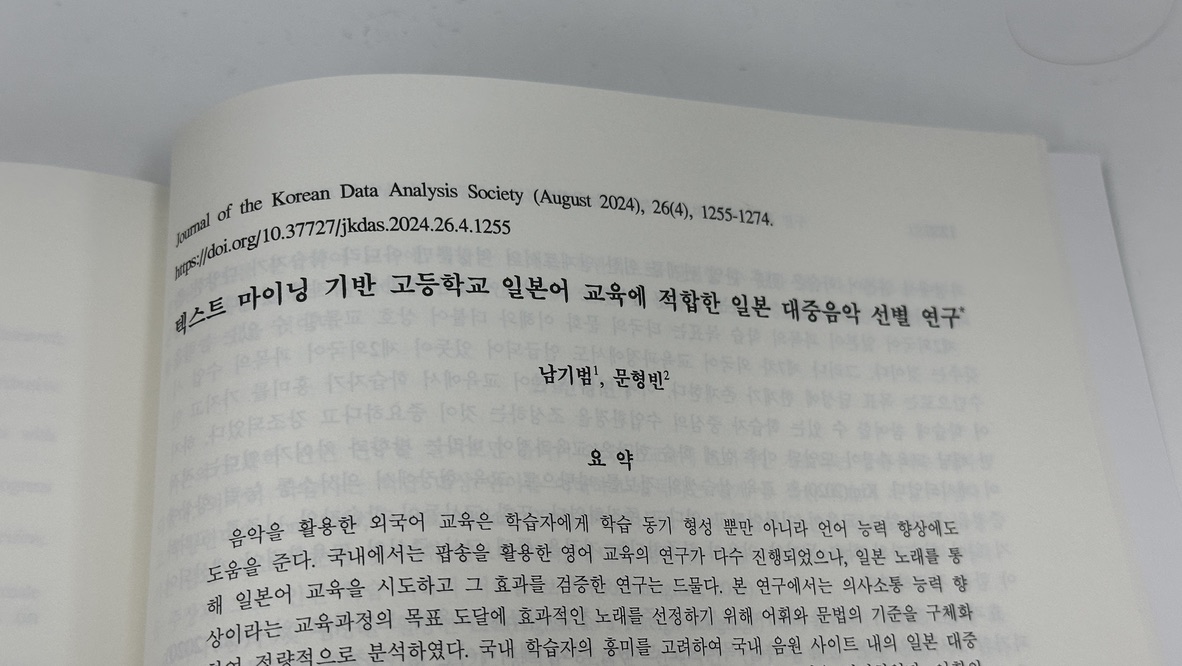 Journal of the Korean Data Analysis Society (August 2024), 26(4), 1255-1274.
https://doi.org/10.37727/jkdas.2024.26.4.1255
텍스트 마이닝 기반 고등학교 일본어 교육에 적합한 일본 대중음악 선별 연구*
남기범1, 문형빈2
요 약
음악을 활용한 외국어 교육은 학습자에게 학습 동기 형성 뿐만 아니라 언어 능력 향상에도
도움을 준다. 국내에서는 팝송을 활용한 영어 교육의 연구가 다수 진행되었으나, 일본 노래를 통
해 일본어 교육을 시도하고 그 효과를 검증한 연구는 드물다. 본 연구에서는 의사소통 능력 향
상이라는 교육과정의 목표 도달에 효과적인 노래를 선정하기 위해 어휘와 문법의 기준을 구체화
하여 정량적으로 분석하였다. 국내 학습자의 흥미를 고려하여 국내 음원 사이트 내의 일본 대중